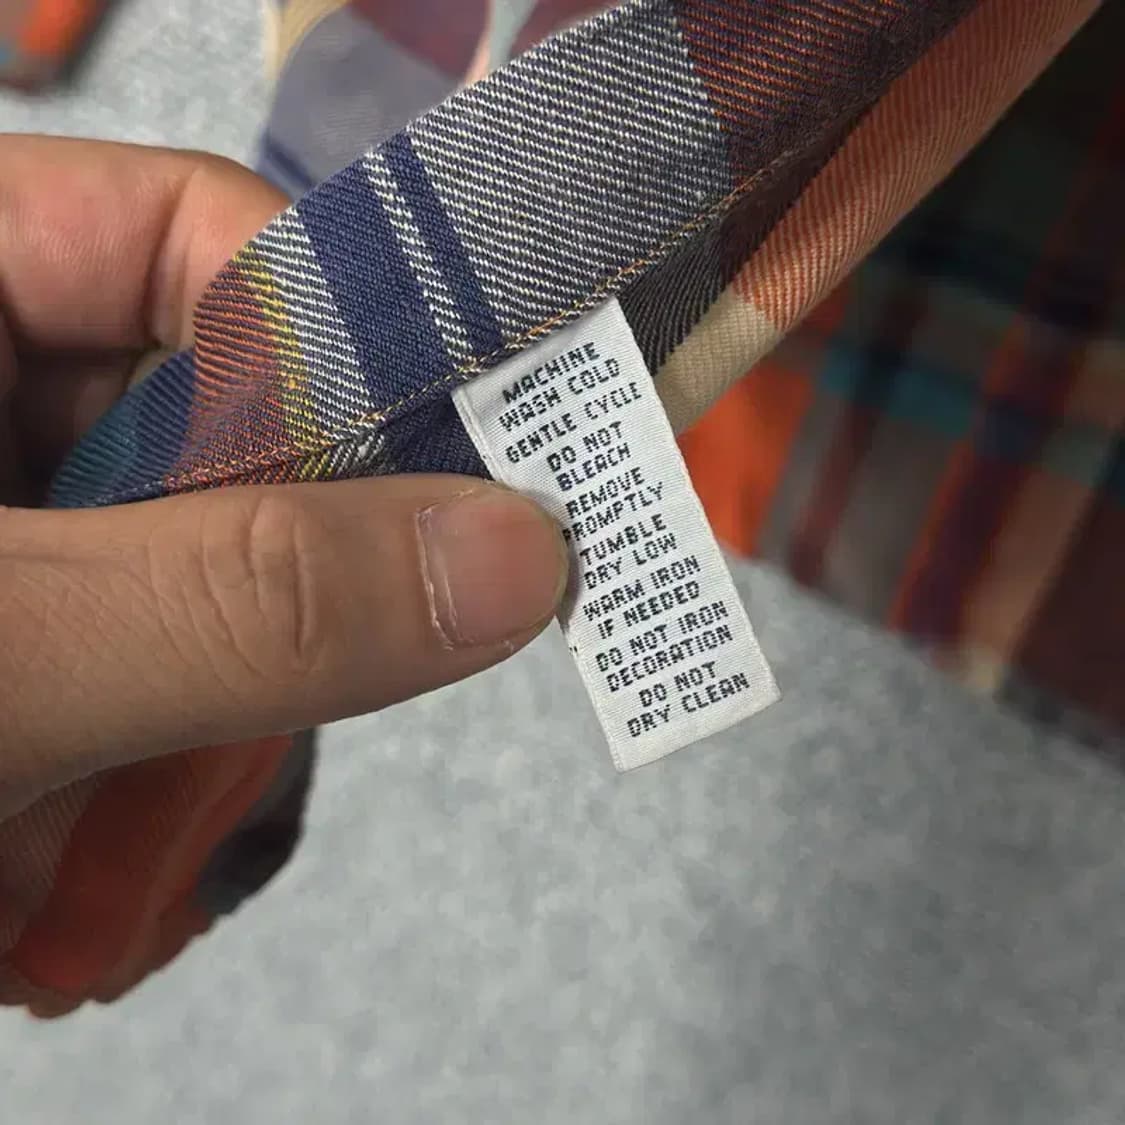 MACHINE
WASH COLD
GENTLE CYCLE
DO NOT
BLEACH
REMOVE
PROMPTLY
TUMBLE
DRY LOW
WARM IRON
IF NEEDED
DO NOT IRON
DECORATION
DO NOT
DRY CLEAN